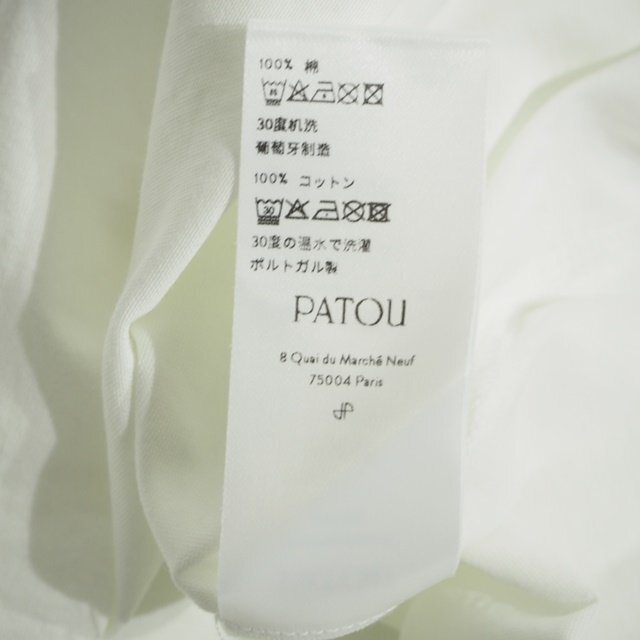 100% 棉
30度机洗
葡萄牙制造
100% コットン
30
30度の温水で洗濯
ポルトガル製
PATOU
8 Quai du Marché Neuf
75004 Paris
JP